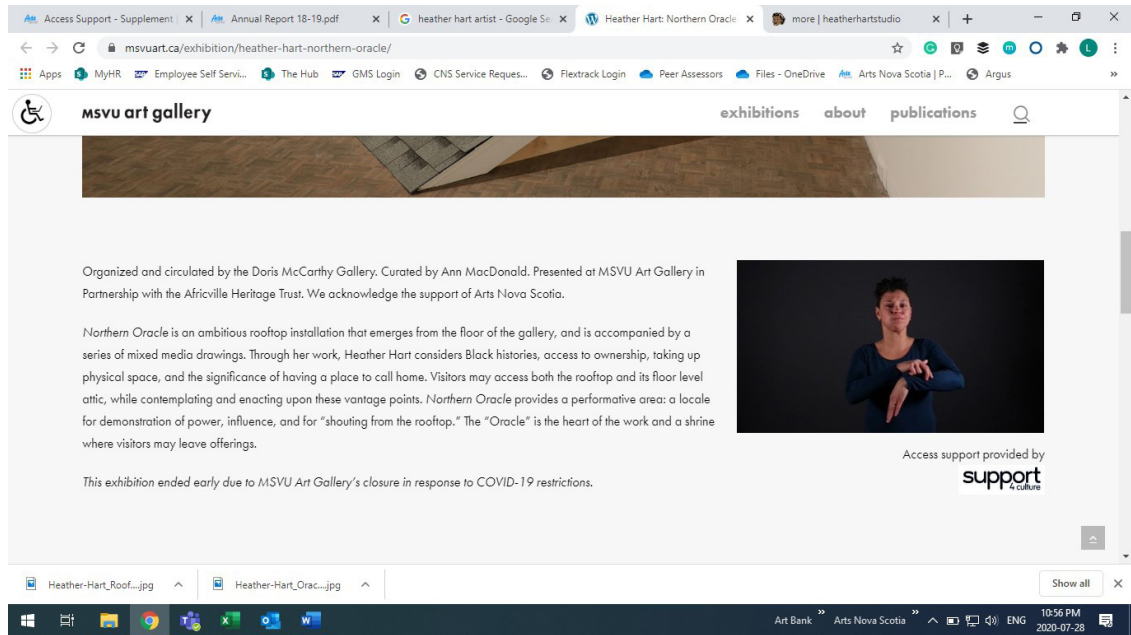 Access Support - Supplement
Annual Report 18-19.pdf
heather hart artist - Google Se
Heather Hart: Northern Oracle
more | heatherhartstudio
msvuart.ca/exhibition/heather-hart-northern-oracle/
L
Apps
MyHR
Employee Self Servi...
The Hub
GMS Login
CNS Service Reques...
Flextrack Login
Peer Assessors
Files - OneDrive
Arts Nova Scotia | P...
Argus
»
msvu art gallery
exhibitions
about
publications
Organized and circulated by the Doris McCarthy Gallery. Curated by Ann MacDonald. Presented at MSVU Art Gallery in
Partnership with the Africville Heritage Trust. We acknowledge the support of Arts Nova Scotia.
Northern Oracle is an ambitious rooftop installation that emerges from the floor of the gallery, and is accompanied by a
series of mixed media drawings. Through her work, Heather Hart considers Black histories, access to ownership, taking up
physical space, and the significance of having a place to call home. Visitors may access both the rooftop and its floor level
attic, while contemplating and enacting upon these vantage points. Northern Oracle provides a performative area: a locale
for demonstration of power, influence, and for “shouting from the rooftop.” The “Oracle” is the heart of the work and a shrine
where visitors may leave offerings.
This exhibition ended early due to MSVU Art Gallery’s closure in response to COVID-19 restrictions.
Access support provided by
support
4 culture
Heather-Hart_Roof....jpg
Heather-Hart_Orac....jpg
Show all
Art Bank
»
Arts Nova Scotia
»
ENG
10:56 PM
2020-07-28